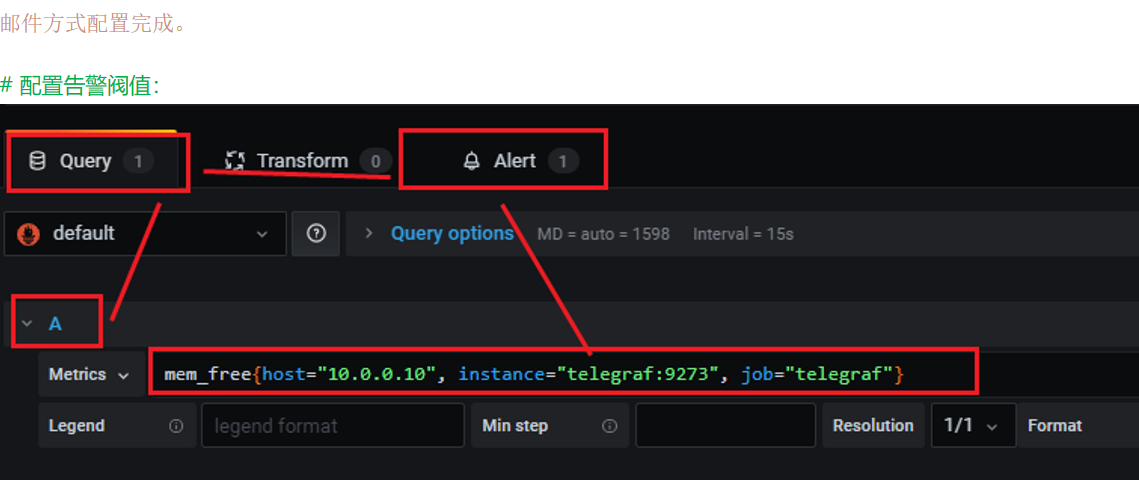 邮件方式配置完成。
# 配置告警阀值：
Query 1 Transform 0 Alert 1
default Query options MD = auto = 1598 Interval = 15s
A
Metrics mem_free{host="10.0.0.10", instance="telegraf:9273", job="telegraf"}
Legend legend format Min step Resolution 1/1 Format